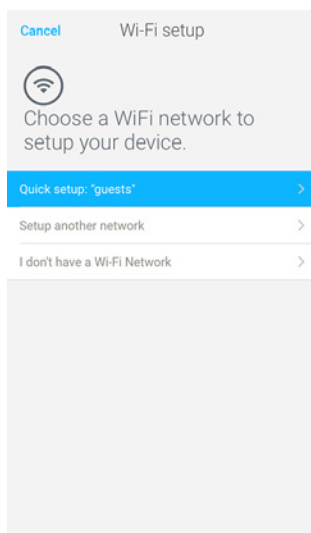 Cancel Wi-Fi setup
Choose a WiFi network to
setup your device.
Quick setup: "guests"
Setup another network
I don't have a Wi-Fi Network